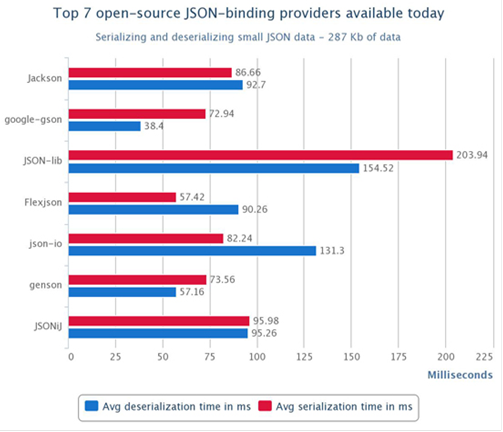 Top 7 open-source JSON-binding providers available today
Serializing and deserializing small JSON data - 287 Kb of data
Jackson
86.66
92.7
google-gson
72.94
38.4
JSON-lib
203.94
154.52
Flexjson
57.42
90.26
json-io
82.24
131.3
genson
73.56
57.16
JSONiJ
95.98
95.26
0 25 50 75 100 125 150 175 200 225
Milliseconds
Avg deserialization time in ms Avg serialization time in ms